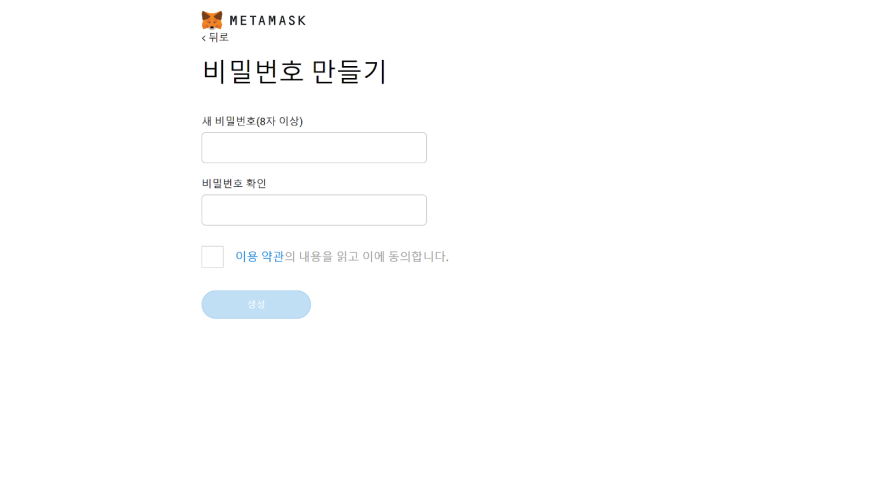 METAMASK
< 뒤로
비밀번호 만들기
새 비밀번호(8자 이상)
비밀번호 확인
이용 약관의 내용을 읽고 이에 동의합니다.
생성